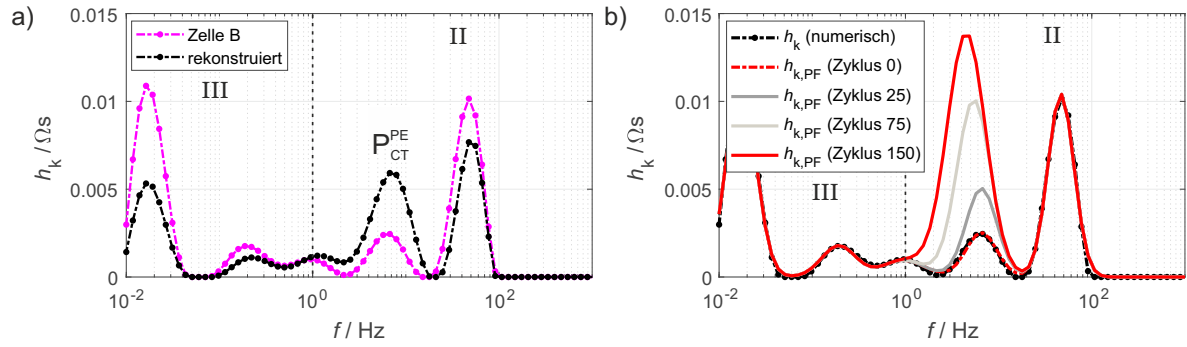 a)
h_k / Ωs
0.015
0.01
0.005
0
Zelle B
rekonstruiert
III
II
P_CT^PE
10^-2
10^0
10^2
f / Hz
b)
h_k / Ωs
0.015
0.01
0.005
0
h_k (numerisch)
h_k,PF (Zyklus 0)
h_k,PF (Zyklus 25)
h_k,PF (Zyklus 75)
h_k,PF (Zyklus 150)
III
II
10^-2
10^0
10^2
f / Hz